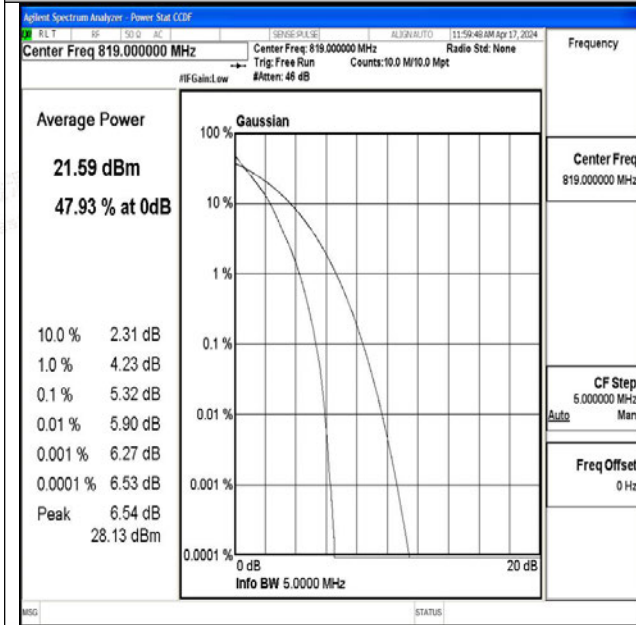 Agilent Spectrum Analyzer - Power Stat CCDF
RLT RF 50 Ω AC SENSE:PULSE ALIGNAUTO 11:59:48 AM Apr 17, 2024
Center Freq 819.000000 MHz
Center Freq: 819.000000 MHz Radio Std: None
Trig: Free Run Counts:10.0 M/10.0 Mpt
#IFGain:Low #Atten: 46 dB
Frequency
Average Power
21.59 dBm
47.93 % at 0dB
10.0 % 2.31 dB
1.0 % 4.23 dB
0.1 % 5.32 dB
0.01 % 5.90 dB
0.001 % 6.27 dB
0.0001 % 6.53 dB
Peak 6.54 dB
28.13 dBm
Gaussian
100 %
10 %
1 %
0.1 %
0.01 %
0.001 %
0.0001 %
0 dB 20 dB
Info BW 5.0000 MHz
Center Freq
819.000000 MHz
CF Step
5.000000 MHz
Auto Man
Freq Offset
0 Hz
MSG STATUS